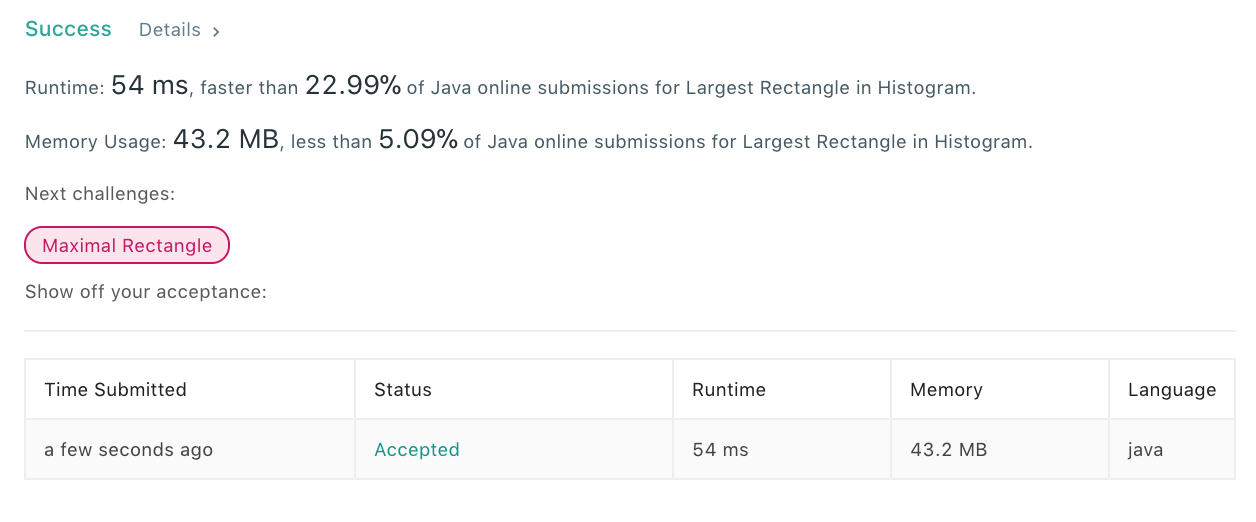 Success Details >
Runtime: 54 ms, faster than 22.99% of Java online submissions for Largest Rectangle in Histogram.
Memory Usage: 43.2 MB, less than 5.09% of Java online submissions for Largest Rectangle in Histogram.
Next challenges:
Maximal Rectangle
Show off your acceptance:
Time Submitted Status Runtime Memory Language
a few seconds ago Accepted 54 ms 43.2 MB java